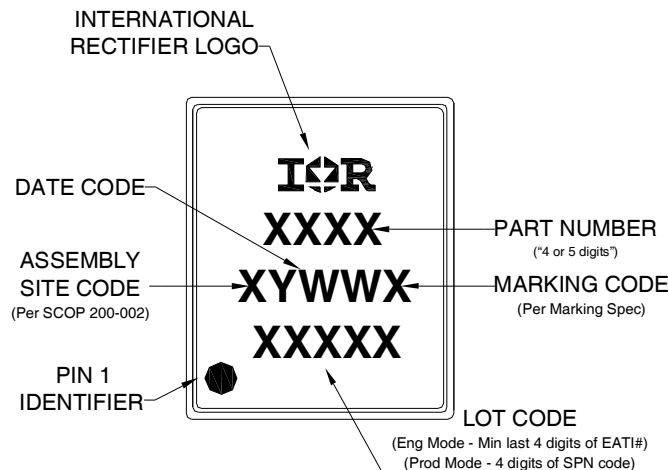 INTERNATIONAL
RECTIFIER LOGO
IOR
DATE CODE
XXXX
PART NUMBER
(“4 or 5 digits”)
ASSEMBLY
SITE CODE
(Per SCOP 200-002)
XYWWX
MARKING CODE
(Per Marking Spec)
XXXXX
PIN 1
IDENTIFIER
LOT CODE
(Eng Mode - Min last 4 digits of EATI#)
(Prod Mode - 4 digits of SPN code)